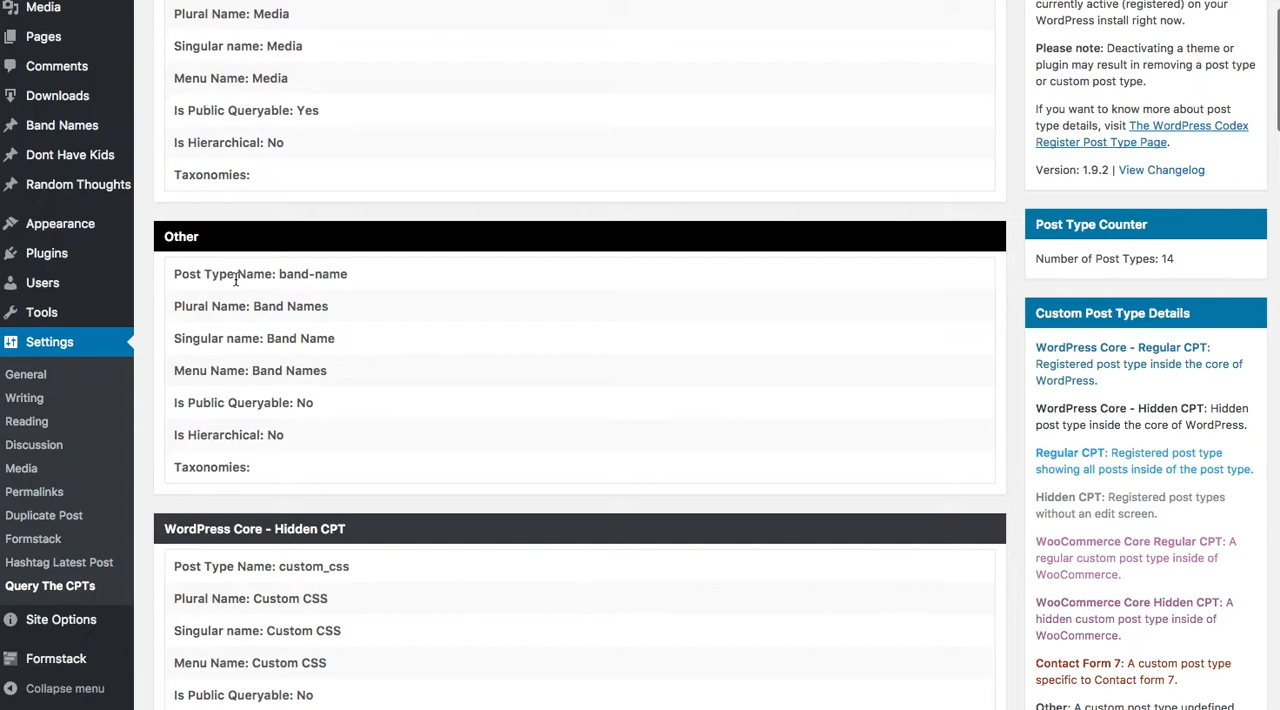 Media
Pages
Comments
Downloads
Band Names
Dont Have Kids
Random Thoughts
Appearance
Plugins
Users
Tools
Settings
General
Writing
Reading
Discussion
Media
Permalinks
Duplicate Post
Formstack
Hashtag Latest Post
Query The CPTs
Site Options
Formstack
Collapse menu
Plural Name: Media
Singular name: Media
Menu Name: Media
Is Public Queryable: Yes
Is Hierarchical: No
Taxonomies:
Other
Post Type Name: band-name
Plural Name: Band Names
Singular name: Band Name
Menu Name: Band Names
Is Public Queryable: No
Is Hierarchical: No
Taxonomies:
WordPress Core - Hidden CPT
Post Type Name: custom_css
Plural Name: Custom CSS
Singular name: Custom CSS
Menu Name: Custom CSS
Is Public Queryable: No
currently active (registered) on your
WordPress install right now.
Please note: Deactivating a theme or
plugin may result in removing a post type
or custom post type.
If you want to know more about post
type details, visit The WordPress Codex
Register Post Type Page.
Version: 1.9.2 | View Changelog
Post Type Counter
Number of Post Types: 14
Custom Post Type Details
WordPress Core - Regular CPT:
Registered post type inside the core of
WordPress.
WordPress Core - Hidden CPT: Hidden
post type inside the core of WordPress.
Regular CPT: Registered post type
showing all posts inside of the post type.
Hidden CPT: Registered post types
without an edit screen.
WooCommerce Core Regular CPT: A
regular custom post type inside of
WooCommerce.
WooCommerce Core Hidden CPT: A
hidden custom post type inside of
WooCommerce.
Contact Form 7: A custom post type
specific to Contact form 7.
Other: A custom post type undefined